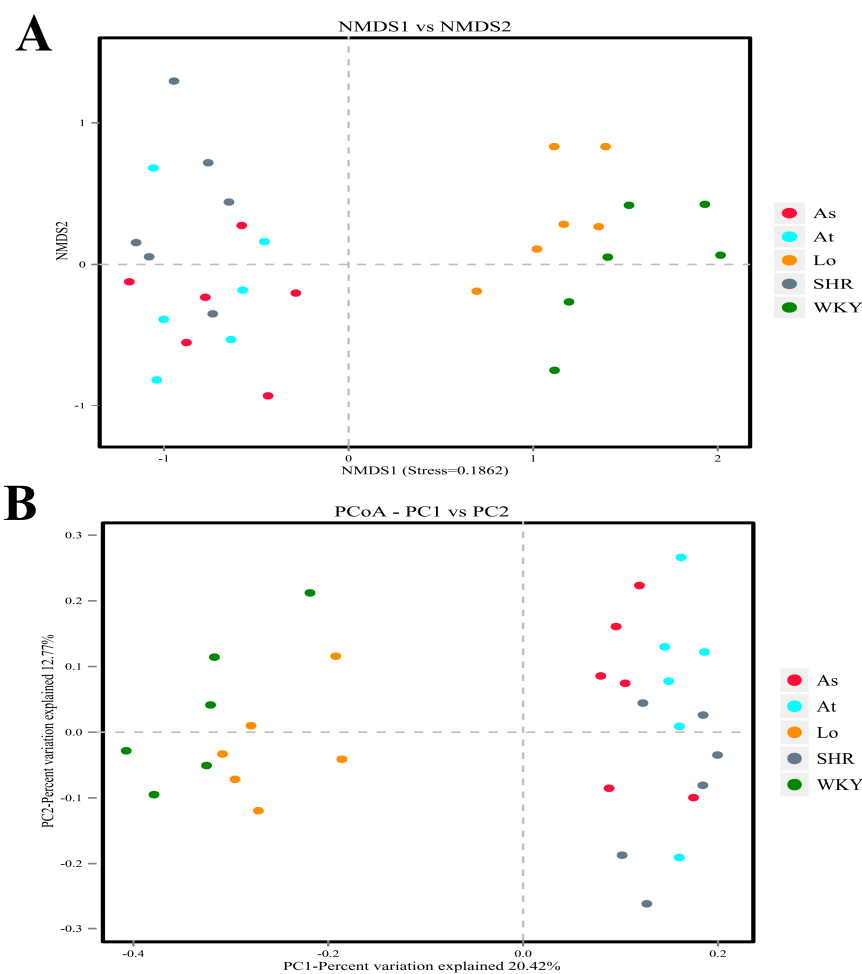 A
NMDS1 vs NMDS2
1
0
-1
NMDS2
-1
0
1
2
NMDS1 (Stress=0.1862)
As
At
Lo
SHR
WKY
B
PCoA - PC1 vs PC2
0.3
0.2
0.1
0.0
-0.1
-0.2
-0.3
PC2-Percent variation explained 12.77%
-0.4
-0.2
0.0
0.2
PC1-Percent variation explained 20.42%
As
At
Lo
SHR
WKY